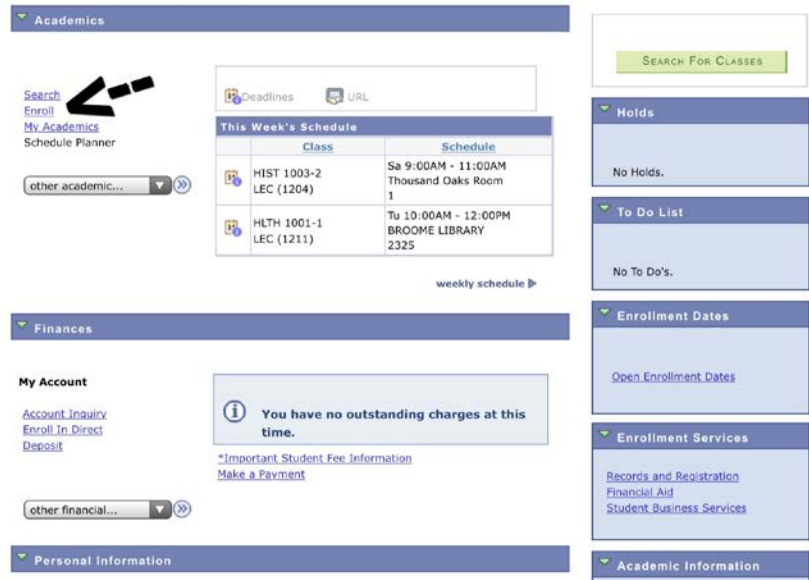 Academics
Search
Enroll
My Academics
Schedule Planner
other academic...
Deadlines
URL
This Week's Schedule
Class
Schedule
HIST 1003-2
LEC (1204)
Sa 9:00AM - 11:00AM
Thousand Oaks Room
1
HLTH 1001-1
LEC (1211)
Tu 10:00AM - 12:00PM
BROOME LIBRARY
2325
weekly schedule
Finances
My Account
Account Inquiry
Enroll In Direct
Deposit
other financial...
You have no outstanding charges at this
time.
*Important Student Fee Information
Make a Payment
Personal Information
SEARCH FOR CLASSES
Holds
No Holds.
To Do List
No To Do's.
Enrollment Dates
Open Enrollment Dates
Enrollment Services
Records and Registration
Financial Aid
Student Business Services
Academic Information